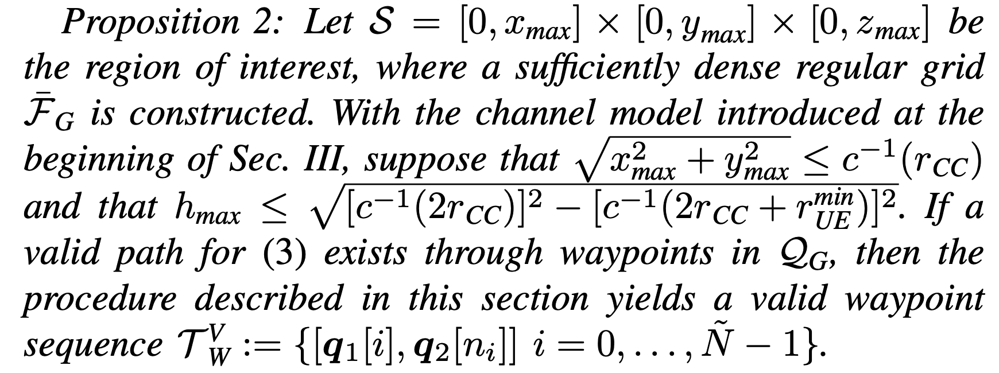 Proposition 2: Let $\mathcal{S} = [0, x_{max}] \times [0, y_{max}] \times [0, z_{max}]$ be
the region of interest, where a sufficiently dense regular grid
$\bar{\mathcal{F}}_G$ is constructed. With the channel model introduced at the
beginning of Sec. III, suppose that $\sqrt{x_{max}^2 + y_{max}^2} \leq c^{-1}(r_{CC})$
and that $h_{max} \leq \sqrt{[c^{-1}(2r_{CC})]^2 - [c^{-1}(2r_{CC} + r_{UE}^{min})]^2}$. If a
valid path for (3) exists through waypoints in $\mathcal{Q}_G$, then the
procedure described in this section yields a valid waypoint
sequence $\mathcal{T}_W^V := \{[\boldsymbol{q}_1[i], \boldsymbol{q}_2[n_i]]\ i = 0, \ldots, \tilde{N} - 1\}$.